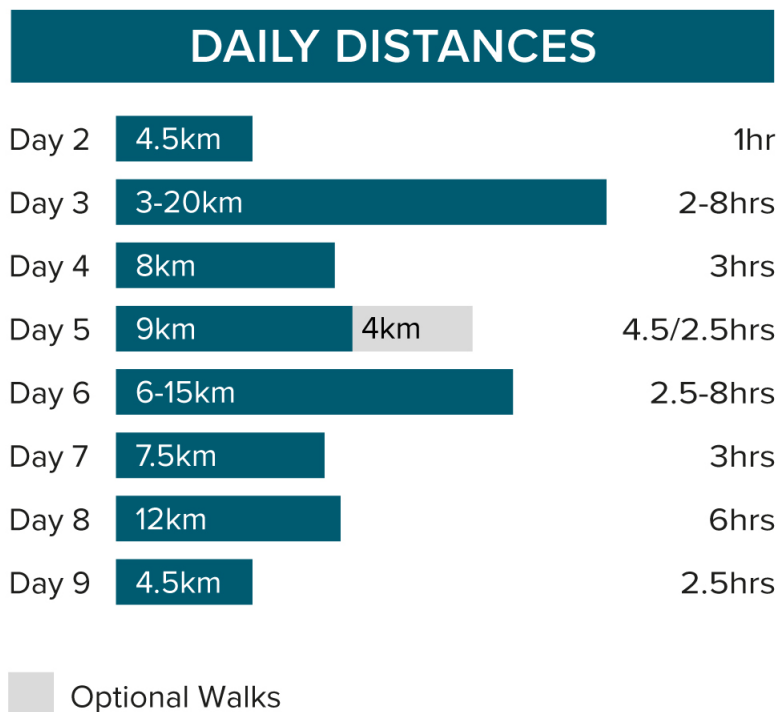 DAILY DISTANCES
Day 2 4.5km 1hr
Day 3 3-20km 2-8hrs
Day 4 8km 3hrs
Day 5 9km 4km 4.5/2.5hrs
Day 6 6-15km 2.5-8hrs
Day 7 7.5km 3hrs
Day 8 12km 6hrs
Day 9 4.5km 2.5hrs
Optional Walks